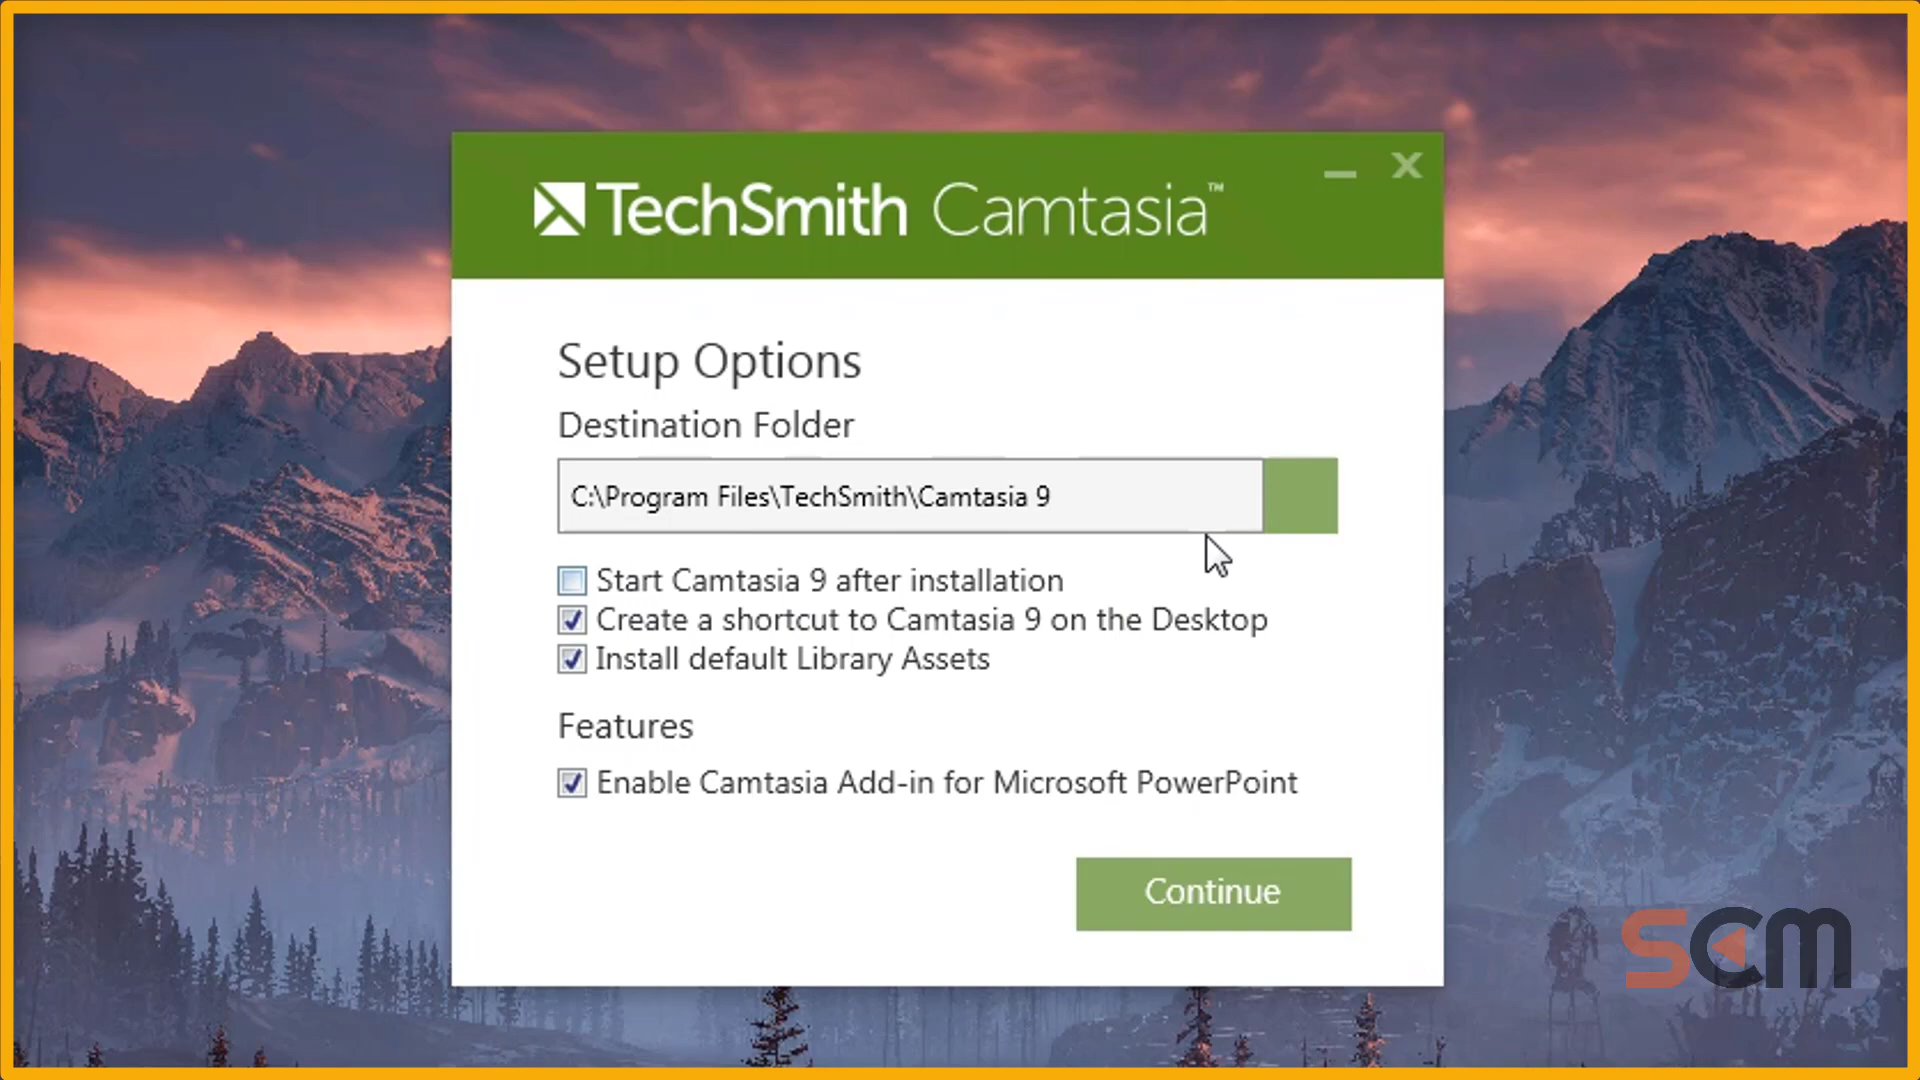 TechSmith Camtasia™
Setup Options
Destination Folder
C:\Program Files\TechSmith\Camtasia 9
Start Camtasia 9 after installation
Create a shortcut to Camtasia 9 on the Desktop
Install default Library Assets
Features
Enable Camtasia Add-in for Microsoft PowerPoint
Continue
SCM